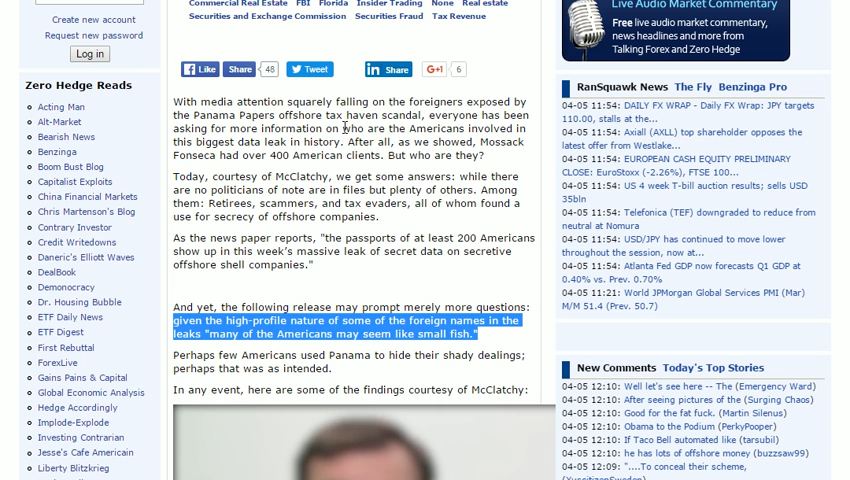 Commercial Real Estate FBI Florida Insider Trading None Real estate
Securities and Exchange Commission Securities Fraud Tax Revenue
Create new account
Request new password
Log in
Zero Hedge Reads
Acting Man
Alt-Market
Bearish News
Benzinga
Boom Bust Blog
Capitalist Exploits
China Financial Markets
Chris Martenson's Blog
Contrary Investor
Credit Writedowns
Daneric's Elliott Waves
DealBook
Demonocracy
Dr. Housing Bubble
ETF Daily News
ETF Digest
First Rebuttal
ForexLive
Gains Pains & Capital
Global Economic Analysis
Hedge Accordingly
Implode-Explode
Investing Contrarian
Jesse's Cafe Americain
Liberty Blitzkrieg
Like Share 48 Tweet Share G+1 6
With media attention squarely falling on the foreigners exposed by
the Panama Papers offshore tax haven scandal, everyone has been
asking for more information on who are the Americans involved in
this biggest data leak in history. After all, as we showed, Mossack
Fonseca had over 400 American clients. But who are they?
Today, courtesy of McClatchy, we get some answers: while there
are no politicians of note are in files but plenty of others. Among
them: Retirees, scammers, and tax evaders, all of whom found a
use for secrecy of offshore companies.
As the news paper reports, "the passports of at least 200 Americans
show up in this week's massive leak of secret data on secretive
offshore shell companies."
And yet, the following release may prompt merely more questions:
given the high-profile nature of some of the foreign names in the
leaks "many of the Americans may seem like small fish."
Perhaps few Americans used Panama to hide their shady dealings;
perhaps that was as intended.
In any event, here are some of the findings courtesy of McClatchy:
Live Audio Market Commentary
Free live audio market commentary,
news headlines and more from
Talking Forex and Zero Hedge
RanSquawk News The Fly Benzinga Pro
04-05 11:54: DAILY FX WRAP - Daily FX Wrap: JPY targets
110.00, stalls at the...
04-05 11:54: Axiall (AXLL) top shareholder opposes the
latest offer from Westlake...
04-05 11:54: EUROPEAN CASH EQUITY PRELIMINARY
CLOSE: EuroStoxx (-2.26%), FTSE 100...
04-05 11:54: US 4 week T-bill auction results; sells USD
35bln
04-05 11:54: Telefonica (TEF) downgraded to reduce from
neutral at Nomura
04-05 11:54: USD/JPY has continued to move lower
throughout the session, now at...
04-05 11:54: Atlanta Fed GDP now forecasts Q1 GDP at
0.40% vs. Prev. 0.70%
04-05 11:21: World JPMorgan Global Services PMI (Mar)
M/M 51.4 (Prev. 50.7)
New Comments Today's Top Stories
04-05 12:10: Well let's see here -- The (Emergency Ward)
04-05 12:10: After seeing pictures of the (Surging Chaos)
04-05 12:10: Good for the fat fuck. (Martin Silenus)
04-05 12:10: Obama to the Podium (PerkyPooper)
04-05 12:10: If Taco Bell automated like (tarsubil)
04-05 12:10: he has lots of offshore money (buzzsaw99)
04-05 12:09: "....To conceal their scheme,